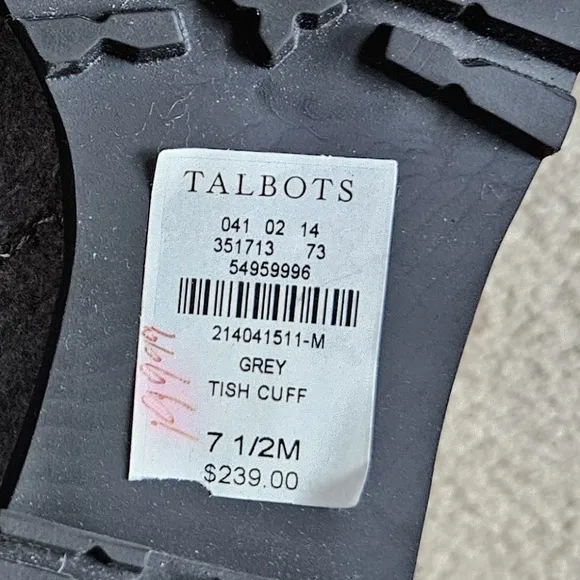 TALBOTS
041 02 14
351713 73
54959996
214041511-M
GREY
TISH CUFF
7 1/2M
$239.00